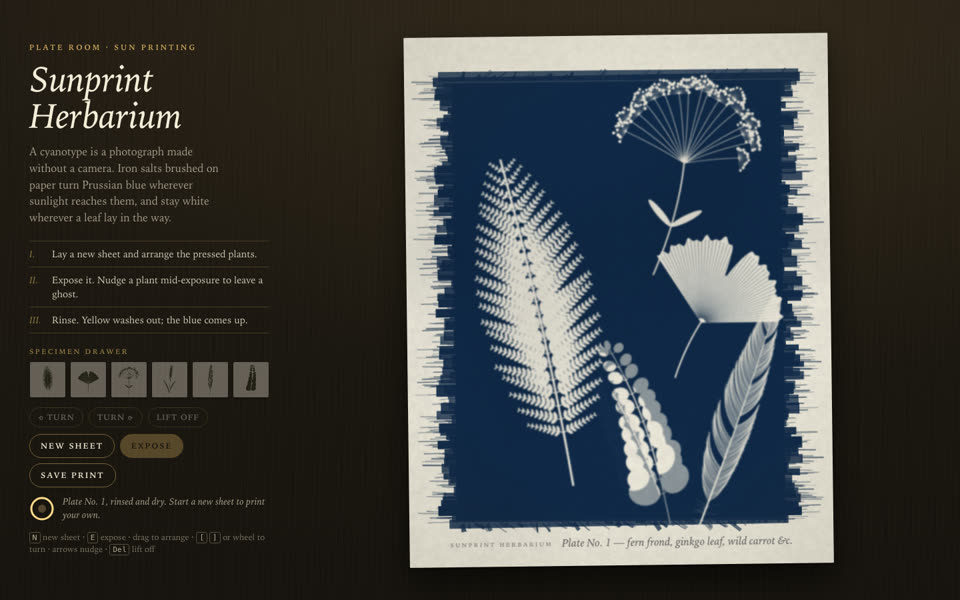 PLATE ROOM · SUN PRINTING
Sunprint
Herbarium
A cyanotype is a photograph made
without a camera. Iron salts brushed on
paper turn Prussian blue wherever
sunlight reaches them, and stay white
wherever a leaf lay in the way.
I. Lay a new sheet and arrange the pressed plants.
II. Expose it. Nudge a plant mid-exposure to leave a
ghost.
III. Rinse. Yellow washes out; the blue comes up.
SPECIMEN DRAWER
TURN TURN LIFT OFF
NEW SHEET EXPOSE
SAVE PRINT
Plate No. 1, rinsed and dry. Start a new sheet to print
your own.
N new sheet · E expose · drag to arrange · [ ] or wheel to
turn · arrows nudge · Del lift off
SUNPRINT HERBARIUM Plate No. 1 — fern frond, ginkgo leaf, wild carrot &c.